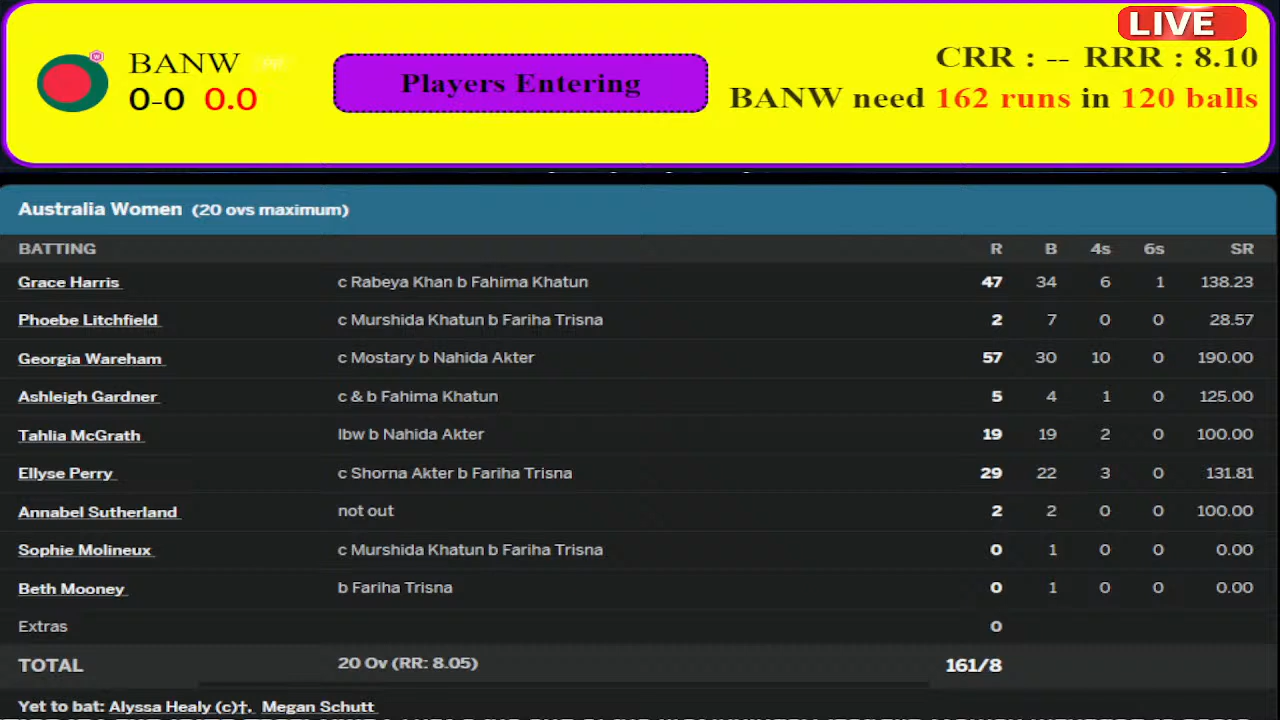 LIVE
BANW
CRR : -- RRR : 8.10
0-0 0.0
Players Entering
BANW need 162 runs in 120 balls
Australia Women (20 ovs maximum)
BATTING R B 4s 6s SR
Grace Harris c Rabeya Khan b Fahima Khatun 47 34 6 1 138.23
Phoebe Litchfield c Murshida Khatun b Fariha Trisna 2 7 0 0 28.57
Georgia Wareham c Mostary b Nahida Akter 57 30 10 0 190.00
Ashleigh Gardner c & b Fahima Khatun 5 4 1 0 125.00
Tahlia McGrath lbw b Nahida Akter 19 19 2 0 100.00
Ellyse Perry c Shorna Akter b Fariha Trisna 29 22 3 0 131.81
Annabel Sutherland not out 2 2 0 0 100.00
Sophie Molineux c Murshida Khatun b Fariha Trisna 0 1 0 0 0.00
Beth Mooney b Fariha Trisna 0 1 0 0 0.00
Extras 0
TOTAL 20 Ov (RR: 8.05) 161/8
Yet to bat: Alyssa Healy (c)†, Megan Schutt